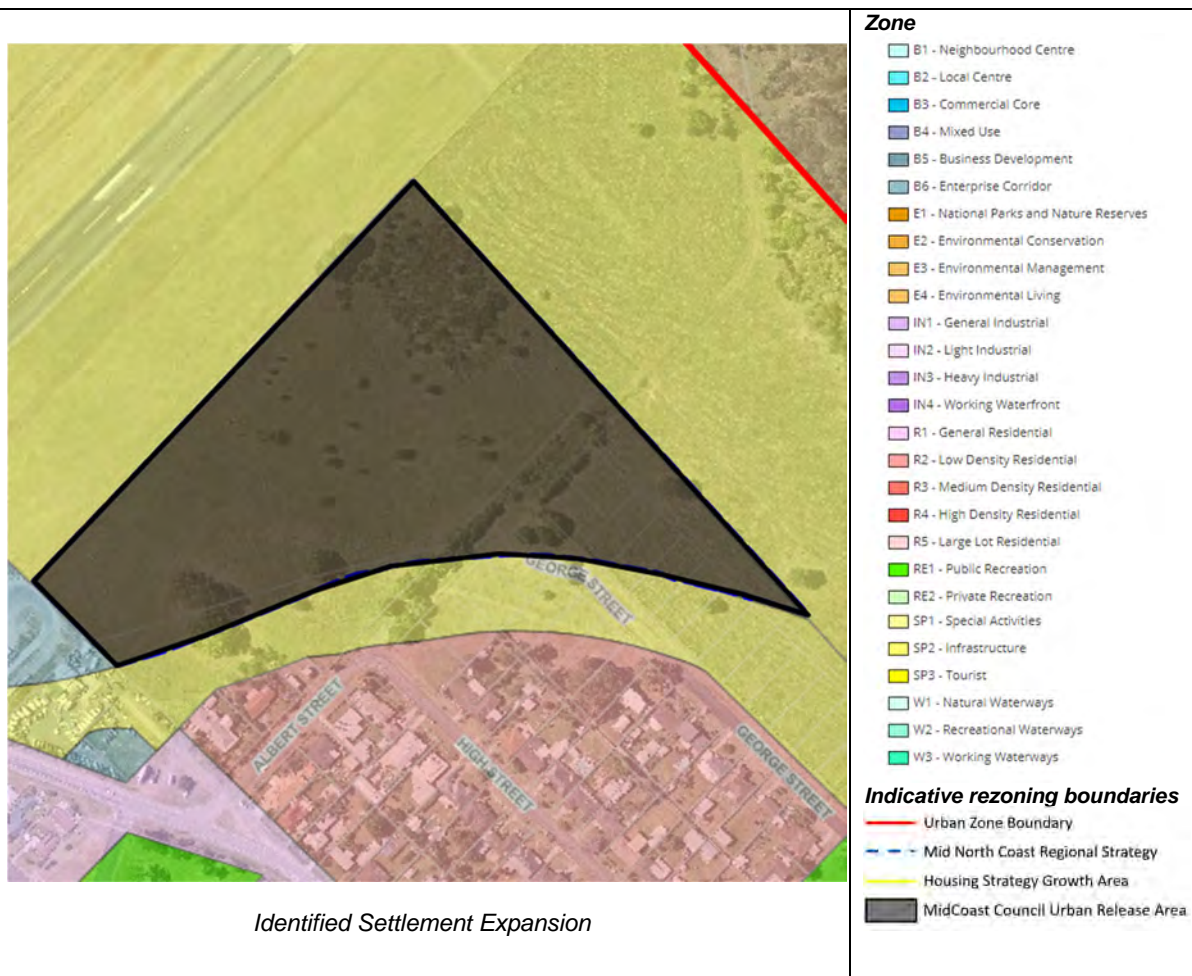 GEORGE STREET
ALBERT STREET
HIGH STREET
GEORGE STREET
Identified Settlement Expansion
Zone
B1 - Neighbourhood Centre
B2 - Local Centre
B3 - Commercial Core
B4 - Mixed Use
B5 - Business Development
B6 - Enterprise Corridor
E1 - National Parks and Nature Reserves
E2 - Environmental Conservation
E3 - Environmental Management
E4 - Environmental Living
IN1 - General Industrial
IN2 - Light Industrial
IN3 - Heavy Industrial
IN4 - Working Waterfront
R1 - General Residential
R2 - Low Density Residential
R3 - Medium Density Residential
R4 - High Density Residential
R5 - Large Lot Residential
RE1 - Public Recreation
RE2 - Private Recreation
SP1 - Special Activities
SP2 - Infrastructure
SP3 - Tourist
W1 - Natural Waterways
W2 - Recreational Waterways
W3 - Working Waterways
Indicative rezoning boundaries
Urban Zone Boundary
Mid North Coast Regional Strategy
Housing Strategy Growth Area
MidCoast Council Urban Release Area